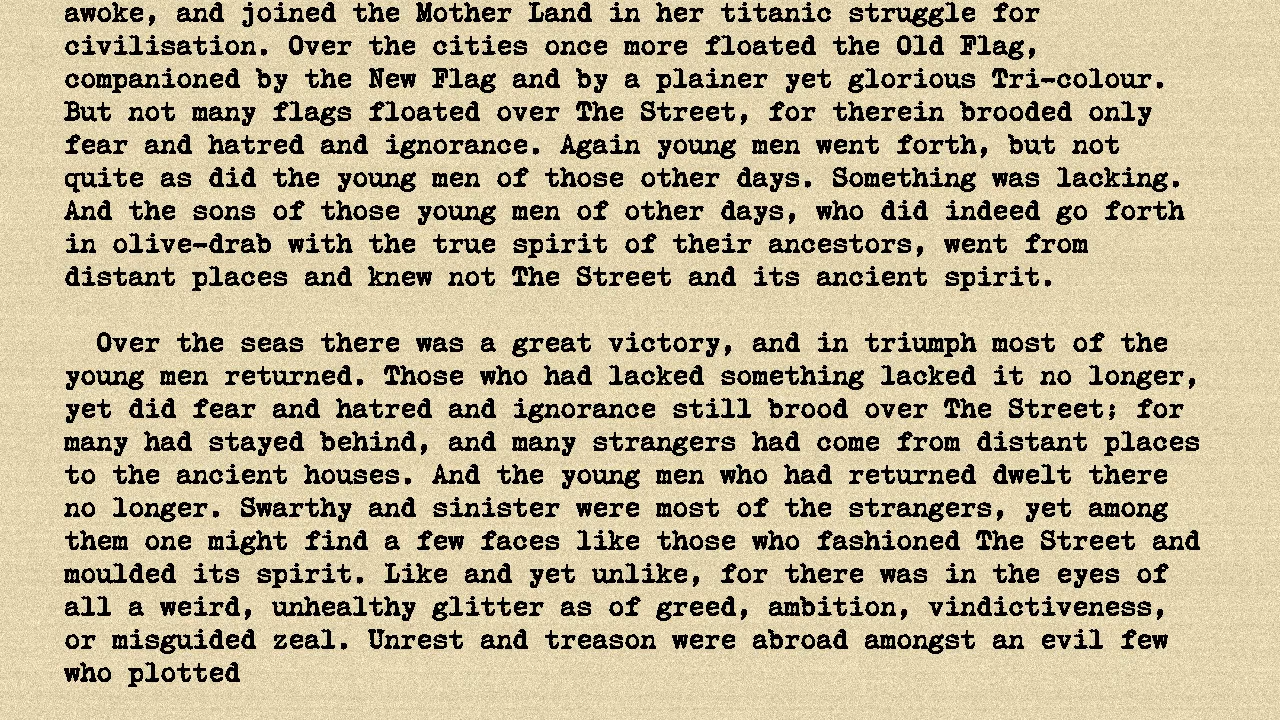 awoke, and joined the Mother Land in her titanic struggle for
civilisation. Over the cities once more floated the Old Flag,
companioned by the New Flag and by a plainer yet glorious Tri-colour.
But not many flags floated over The Street, for therein brooded only
fear and hatred and ignorance. Again young men went forth, but not
quite as did the young men of those other days. Something was lacking.
And the sons of those young men of other days, who did indeed go forth
in olive-drab with the true spirit of their ancestors, went from
distant places and knew not The Street and its ancient spirit.
Over the seas there was a great victory, and in triumph most of the
young men returned. Those who had lacked something lacked it no longer,
yet did fear and hatred and ignorance still brood over The Street; for
many had stayed behind, and many strangers had come from distant places
to the ancient houses. And the young men who had returned dwelt there
no longer. Swarthy and sinister were most of the strangers, yet among
them one might find a few faces like those who fashioned The Street and
moulded its spirit. Like and yet unlike, for there was in the eyes of
all a weird, unhealthy glitter as of greed, ambition, vindictiveness,
or misguided zeal. Unrest and treason were abroad amongst an evil few
who plotted